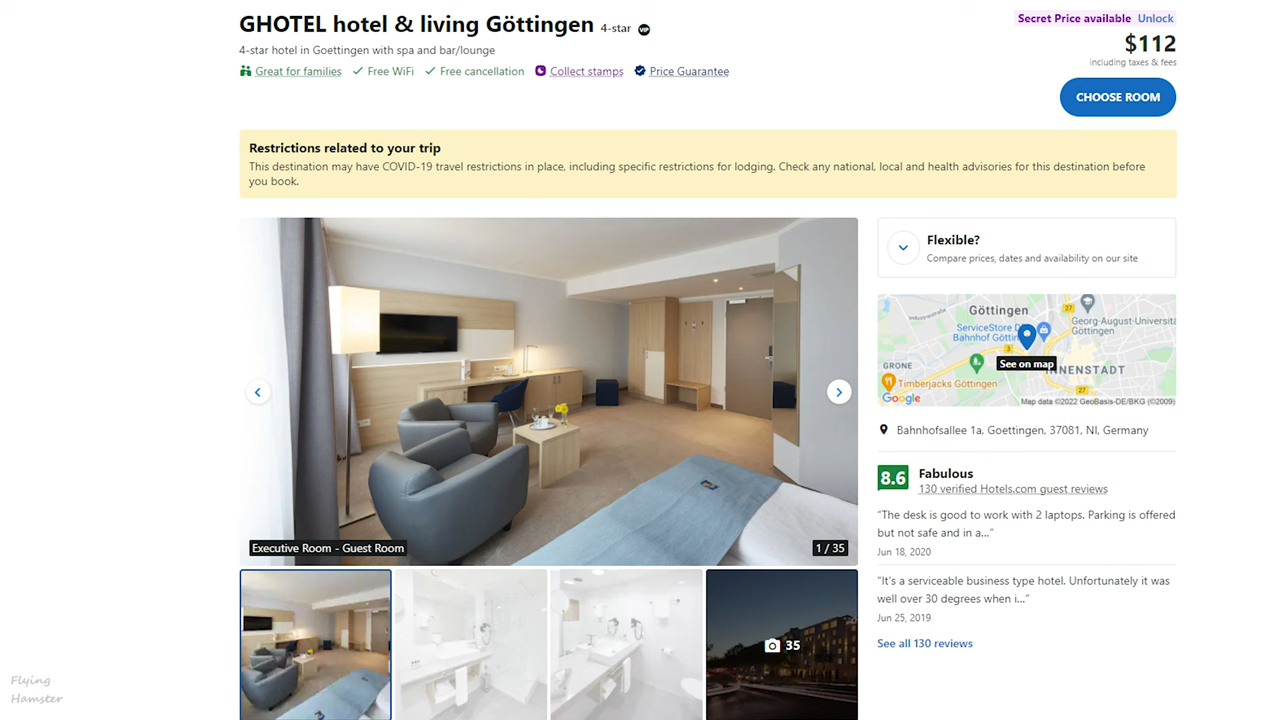 GHOTEL hotel & living Göttingen 4-star VIP
4-star hotel in Goettingen with spa and bar/lounge
Great for families Free WiFi Free cancellation Collect stamps Price Guarantee
Secret Price available Unlock
$112
including taxes & fees
CHOOSE ROOM
Restrictions related to your trip
This destination may have COVID-19 travel restrictions in place, including specific restrictions for lodging. Check any national, local and health advisories for this destination before
you book.
Executive Room - Guest Room
1 / 35
35
Flexible?
Compare prices, dates and availability on our site
Göttingen
27
Industriestraße
Georg-August-Universitä
Göttingen
ServiceStore D
Bahnhof Götti
3
See on map
GRONE
INNENSTADT
Timberjacks Göttingen
27
Google
Map data ©2022 GeoBasis-DE/BKG (©2009)
Bahnhofsallee 1a, Goettingen, 37081, NI, Germany
8.6
Fabulous
130 verified Hotels.com guest reviews
“The desk is good to work with 2 laptops. Parking is offered
but not safe and in a...”
Jun 18, 2020
“It’s a serviceable business type hotel. Unfortunately it was
well over 30 degrees when i...”
Jun 25, 2019
See all 130 reviews
Flying
Hamster